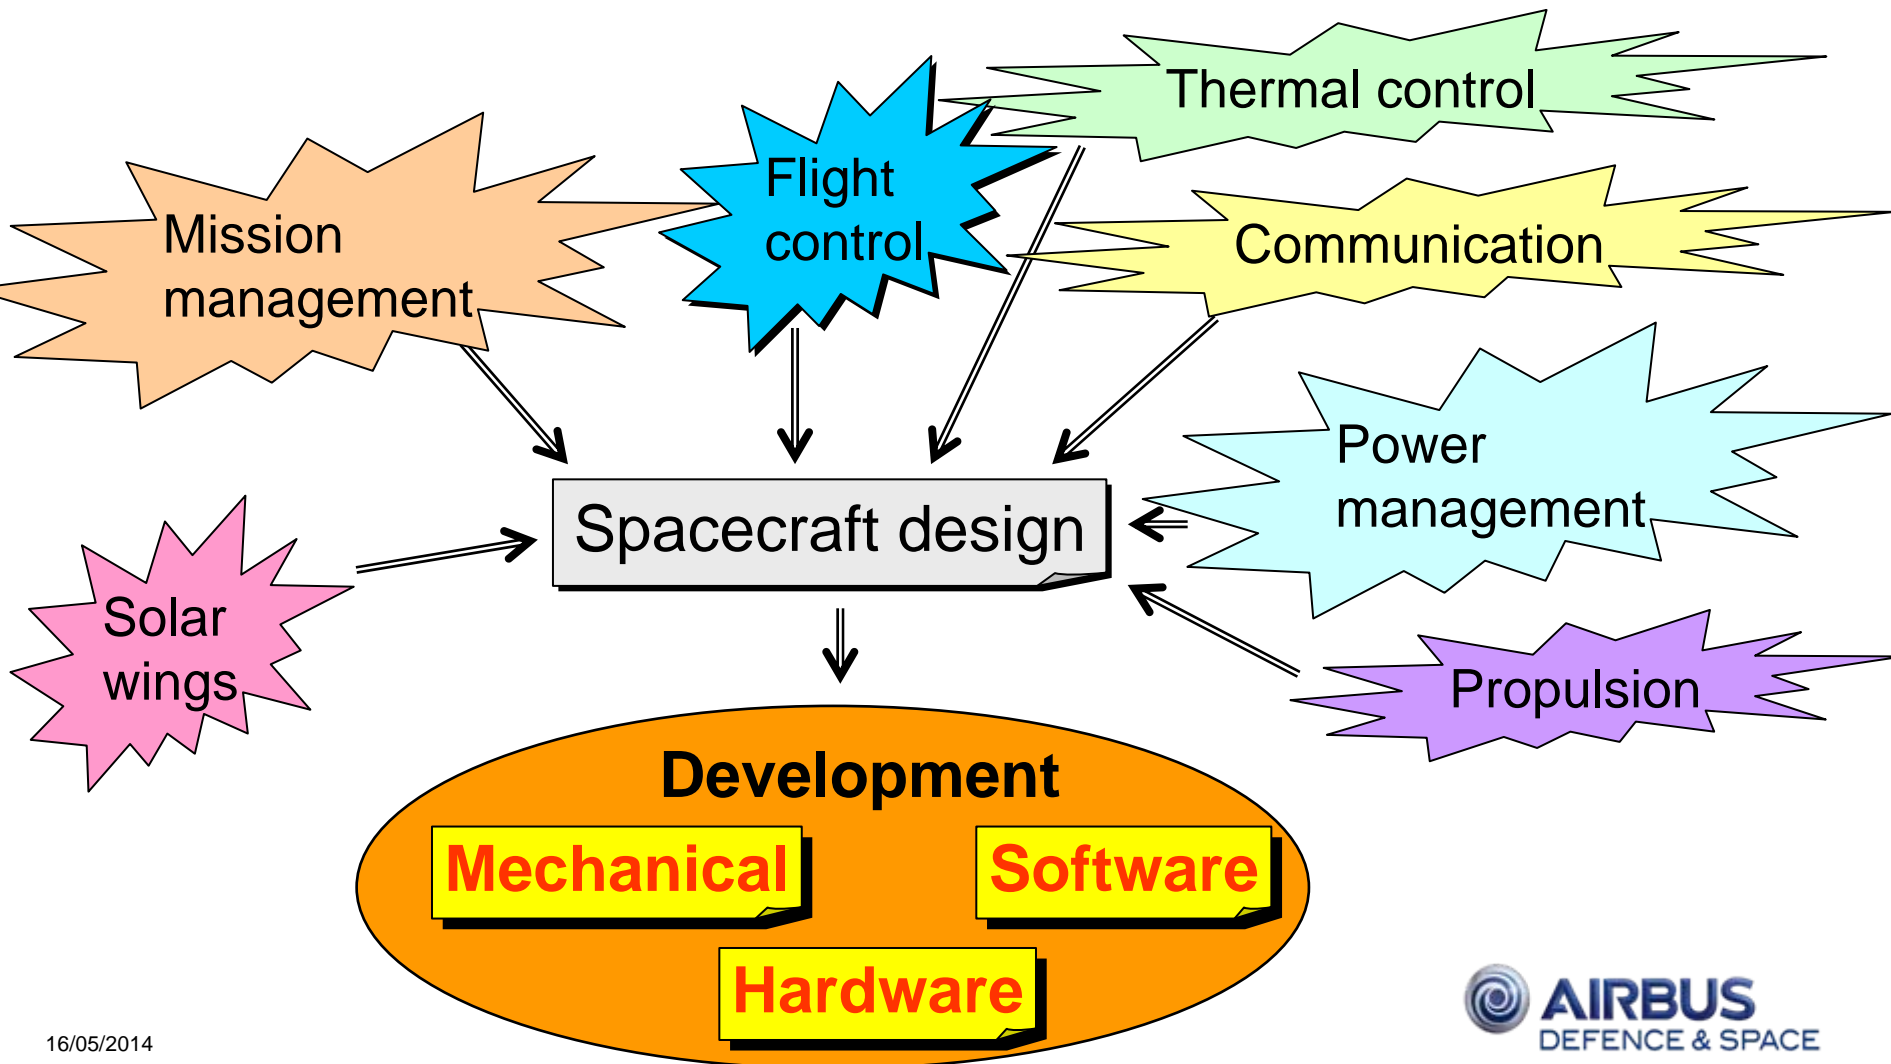 Thermal control
Flight
control
Mission
management
Communication
Power
management
Spacecraft design
Solar
wings
Propulsion
Development
Mechanical
Software
Hardware
AIRBUS
DEFENCE & SPACE
16/05/2014